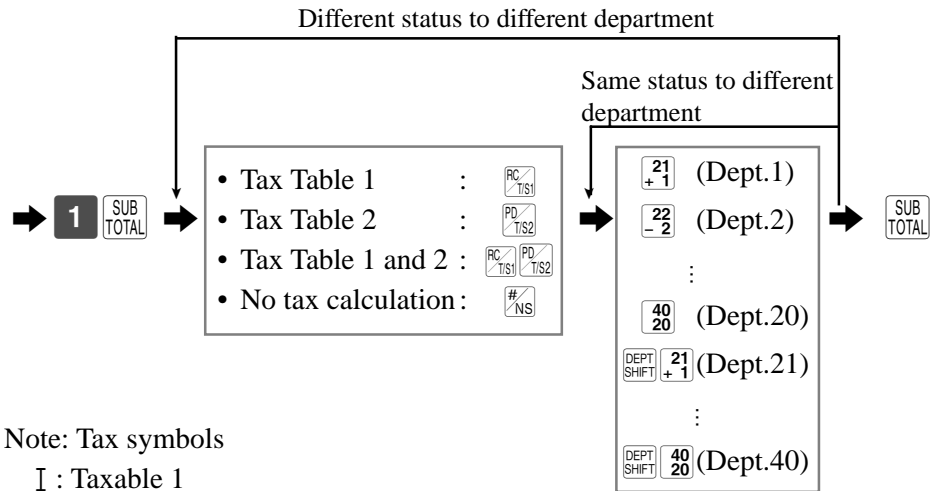 Different status to different department
Same status to different
department
1 SUB TOTAL
• Tax Table 1 : RC T/S1
• Tax Table 2 : PD T/S2
• Tax Table 1 and 2 : RC T/S1 PD T/S2
• No tax calculation : #/NS
21 + 1 (Dept.1)
22 – 2 (Dept.2)
⋮
40 20 (Dept.20)
DEPT SHIFT 21 + 1 (Dept.21)
⋮
DEPT SHIFT 40 20 (Dept.40)
SUB TOTAL
Note: Tax symbols
I : Taxable 1